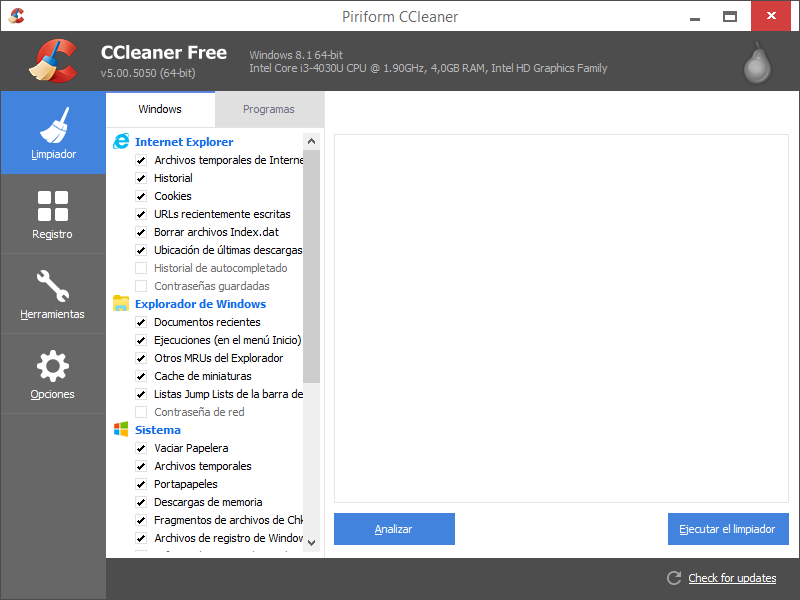 Piriform CCleaner
CCleaner Free
v5.00.5050 (64-bit)
Windows 8.1 64-bit
Intel Core i3-4030U CPU @ 1.90GHz, 4,0GB RAM, Intel HD Graphics Family
Limpiador
Registro
Herramientas
Opciones
Windows
Programas
Internet Explorer
Archivos temporales de Interne
Historial
Cookies
URLs recientemente escritas
Borrar archivos Index.dat
Ubicación de últimas descargas
Historial de autocompletado
Contraseñas guardadas
Explorador de Windows
Documentos recientes
Ejecuciones (en el menú Inicio)
Otros MRUs del Explorador
Cache de miniaturas
Listas Jump Lists de la barra de
Contraseña de red
Sistema
Vaciar Papelera
Archivos temporales
Portapapeles
Descargas de memoria
Fragmentos de archivos de Chk
Archivos de registro de Window
Analizar
Ejecutar el limpiador
Check for updates